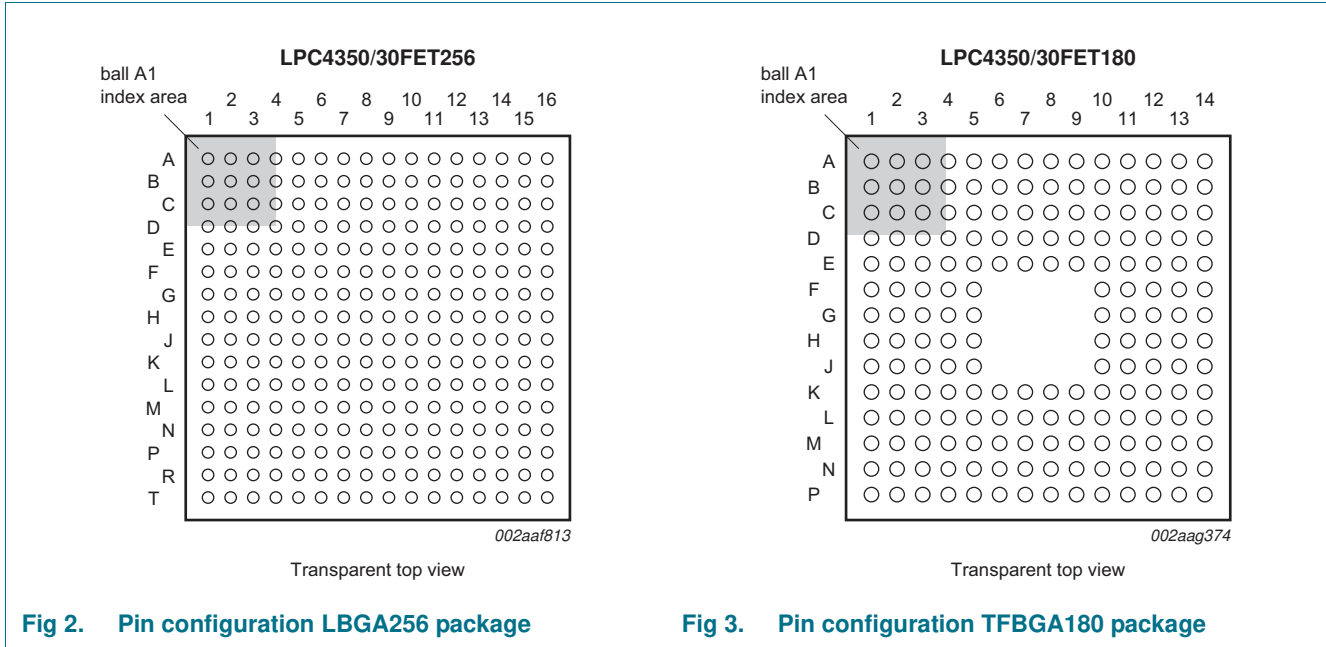 LPC4350/30FET256
ball A1
index area
2 4 6 8 10 12 14 16
1 3 5 7 9 11 13 15
A
B
C
D
E
F
G
H
J
K
L
M
N
P
R
T
002aaf813
Transparent top view
Fig 2. Pin configuration LBGA256 package
LPC4350/30FET180
ball A1
index area
2 4 6 8 10 12 14
1 3 5 7 9 11 13
A
B
C
D
E
F
G
H
J
K
L
M
N
P
002aag374
Transparent top view
Fig 3. Pin configuration TFBGA180 package